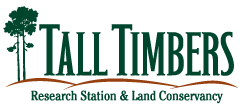 TALL TIMBERS
Research Station & Land Conservancy